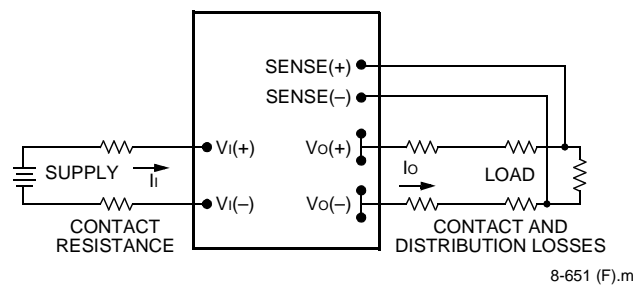 SENSE(+)
SENSE(–)
VI(+)
VO(+)
SUPPLY
II
IO
LOAD
VI(–)
VO(–)
CONTACT
RESISTANCE
CONTACT AND
DISTRIBUTION LOSSES
8-651 (F).m